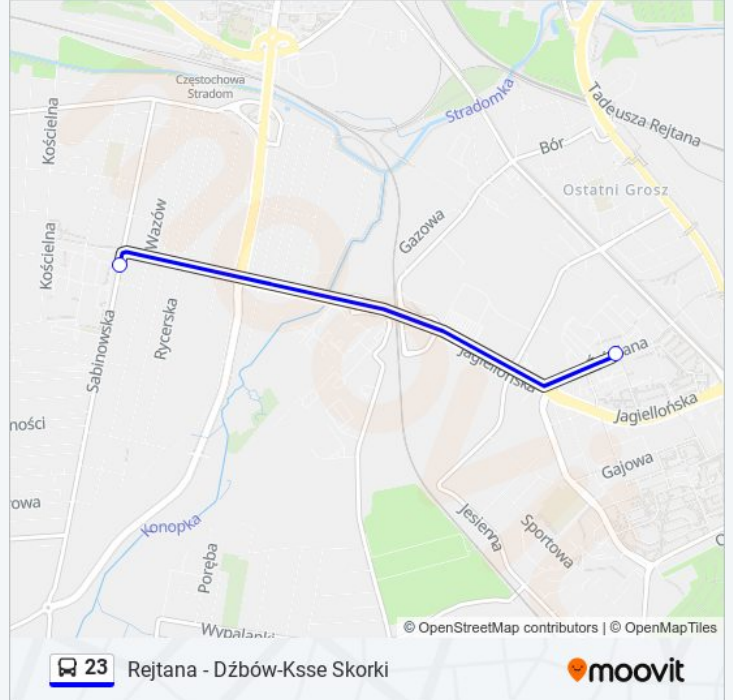 Częstochowa
Stradom
Stradomka
Tadeusza Rejtana
Kościelna
Bór
Ostatni Grosz
Wazów
Gazowa
Kościelna
Rycerska
Sabinowska
Jagiellońska
Jagiellońska
Gajowa
Jesienna
Sportowa
Konopka
Poręba
Wypalanki
© OpenStreetMap contributors | © OpenMapTiles
23 Rejtana - Dźbów-Ksse Skorki
moovit